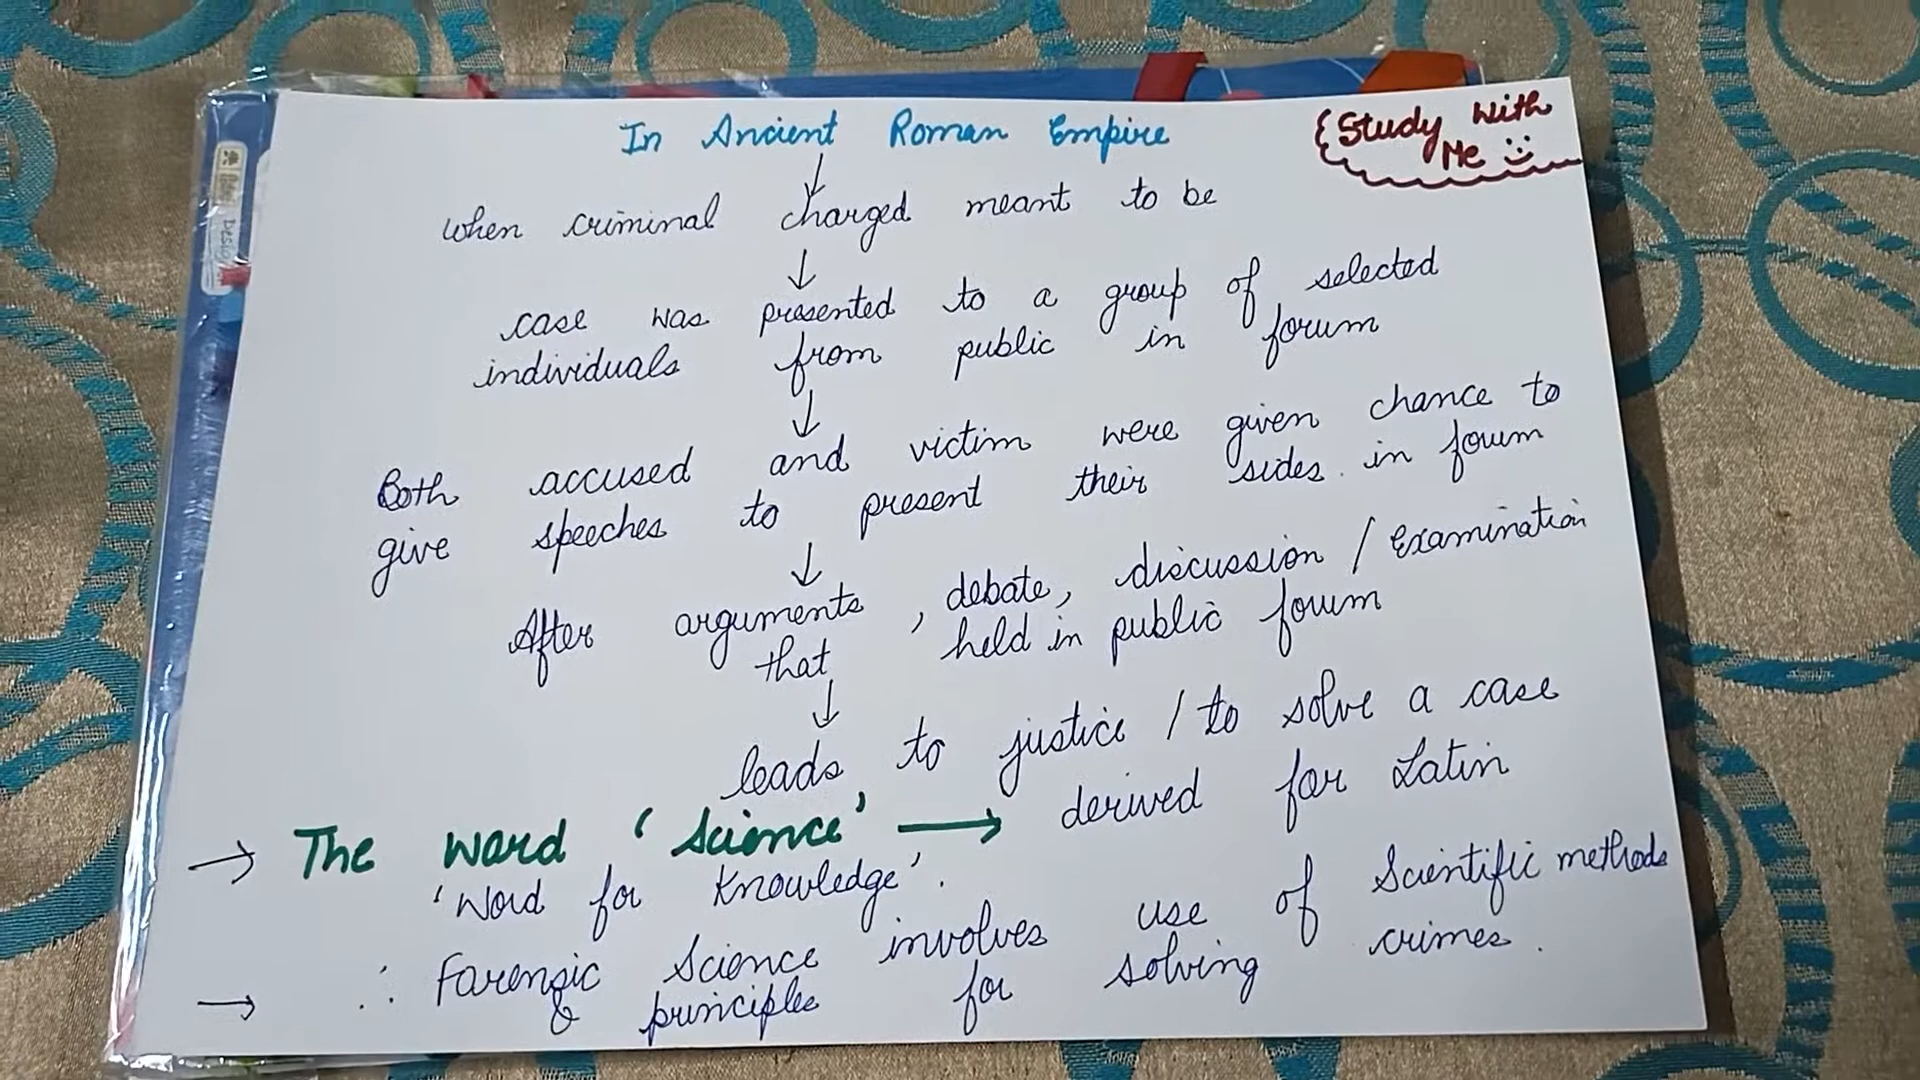 In Ancient Roman Empire
{Study With
Me
↓
when criminal charged meant to be
↓
case was presented to a group of selected
individuals from public in forum
↓
Both accused and victim were given chance to
give speeches to present their sides. in forum
↓
After arguments, debate, discussion / Examination
that held in public forum
↓
leads to justice / to solve a case
→ The word 'Science' → derived for Latin
'Word for Knowledge'.
→ ∴ Forensic Science involves use of Scientific methods
& principles for solving crimes.